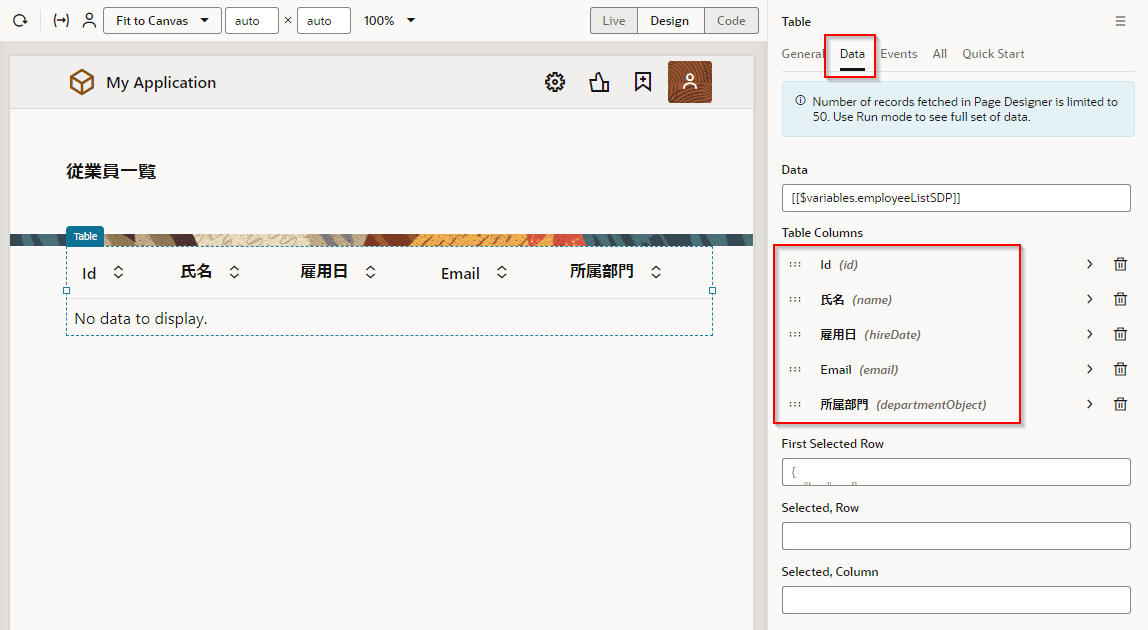 Fit to Canvas
auto
×
auto
100%
Live
Design
Code
My Application
従業員一覧
Table
Id
氏名
雇用日
Email
所属部門
No data to display.
Table
General
Data
Events
All
Quick Start
Number of records fetched in Page Designer is limited to
50. Use Run mode to see full set of data.
Data
[[$variables.employeeListSDP]]
Table Columns
Id (id)
氏名 (name)
雇用日 (hireDate)
Email (email)
所属部門 (departmentObject)
First Selected Row
{
Selected, Row
Selected, Column